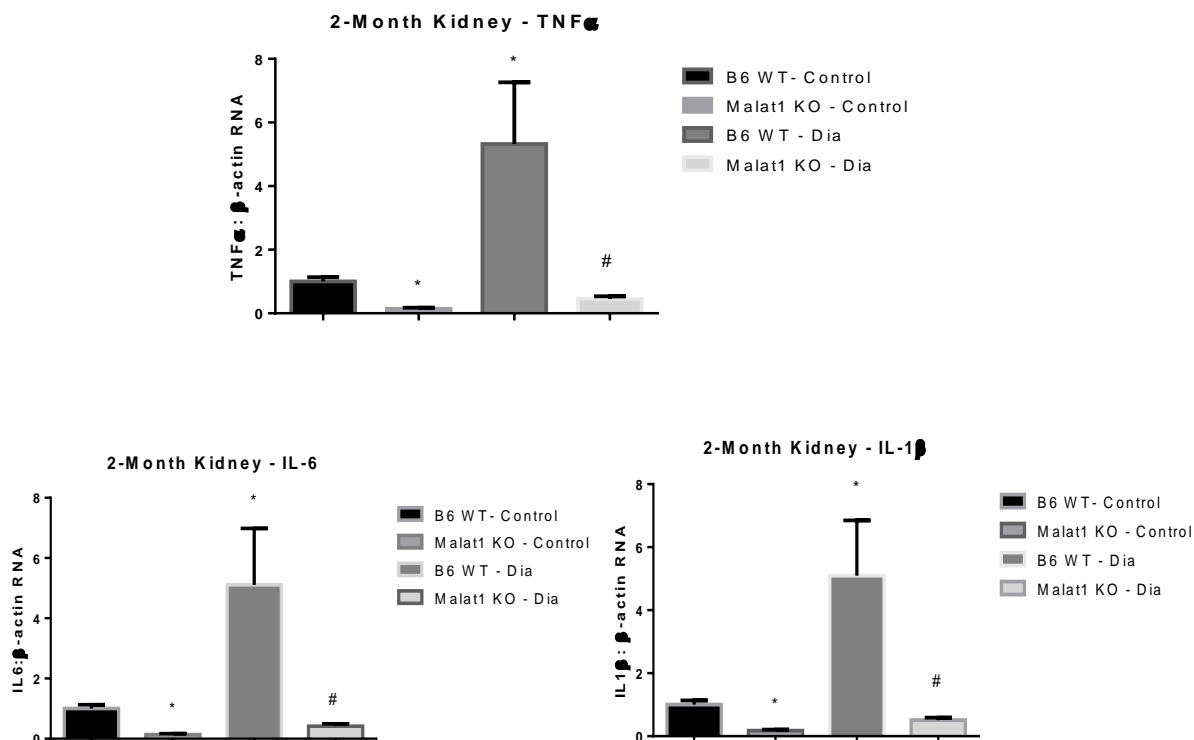 2-Month Kidney - TNFα
TNFα: β-actin RNA
8
6
4
2
0
*
*
#
B6 WT- Control
Malat1 KO - Control
B6 WT - Dia
Malat1 KO - Dia
2-Month Kidney - IL-6
IL6:β-actin RNA
8
6
4
2
0
*
*
#
B6 WT- Control
Malat1 KO - Control
B6 WT - Dia
Malat1 KO - Dia
2-Month Kidney - IL-1β
IL1β: β-actin RNA
8
6
4
2
0
*
*
#
B6 WT- Control
Malat1 KO - Control
B6 WT - Dia
Malat1 KO - Dia